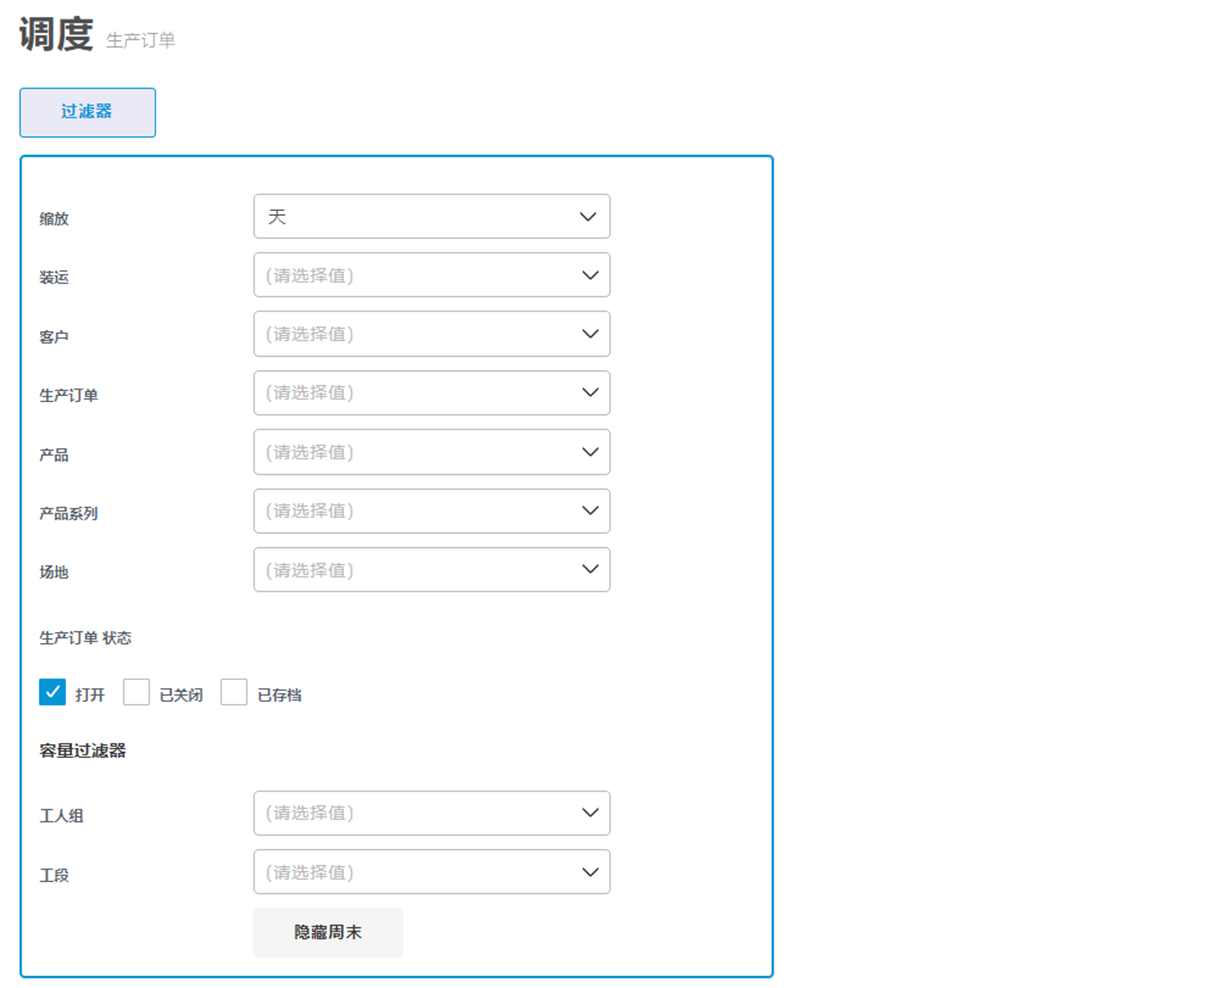 调度 生产订单
过滤器
缩放 天
装运 (请选择值)
客户 (请选择值)
生产订单 (请选择值)
产品 (请选择值)
产品系列 (请选择值)
场地 (请选择值)
生产订单 状态
打开 已关闭 已存档
容量过滤器
工人组 (请选择值)
工段 (请选择值)
隐藏周末